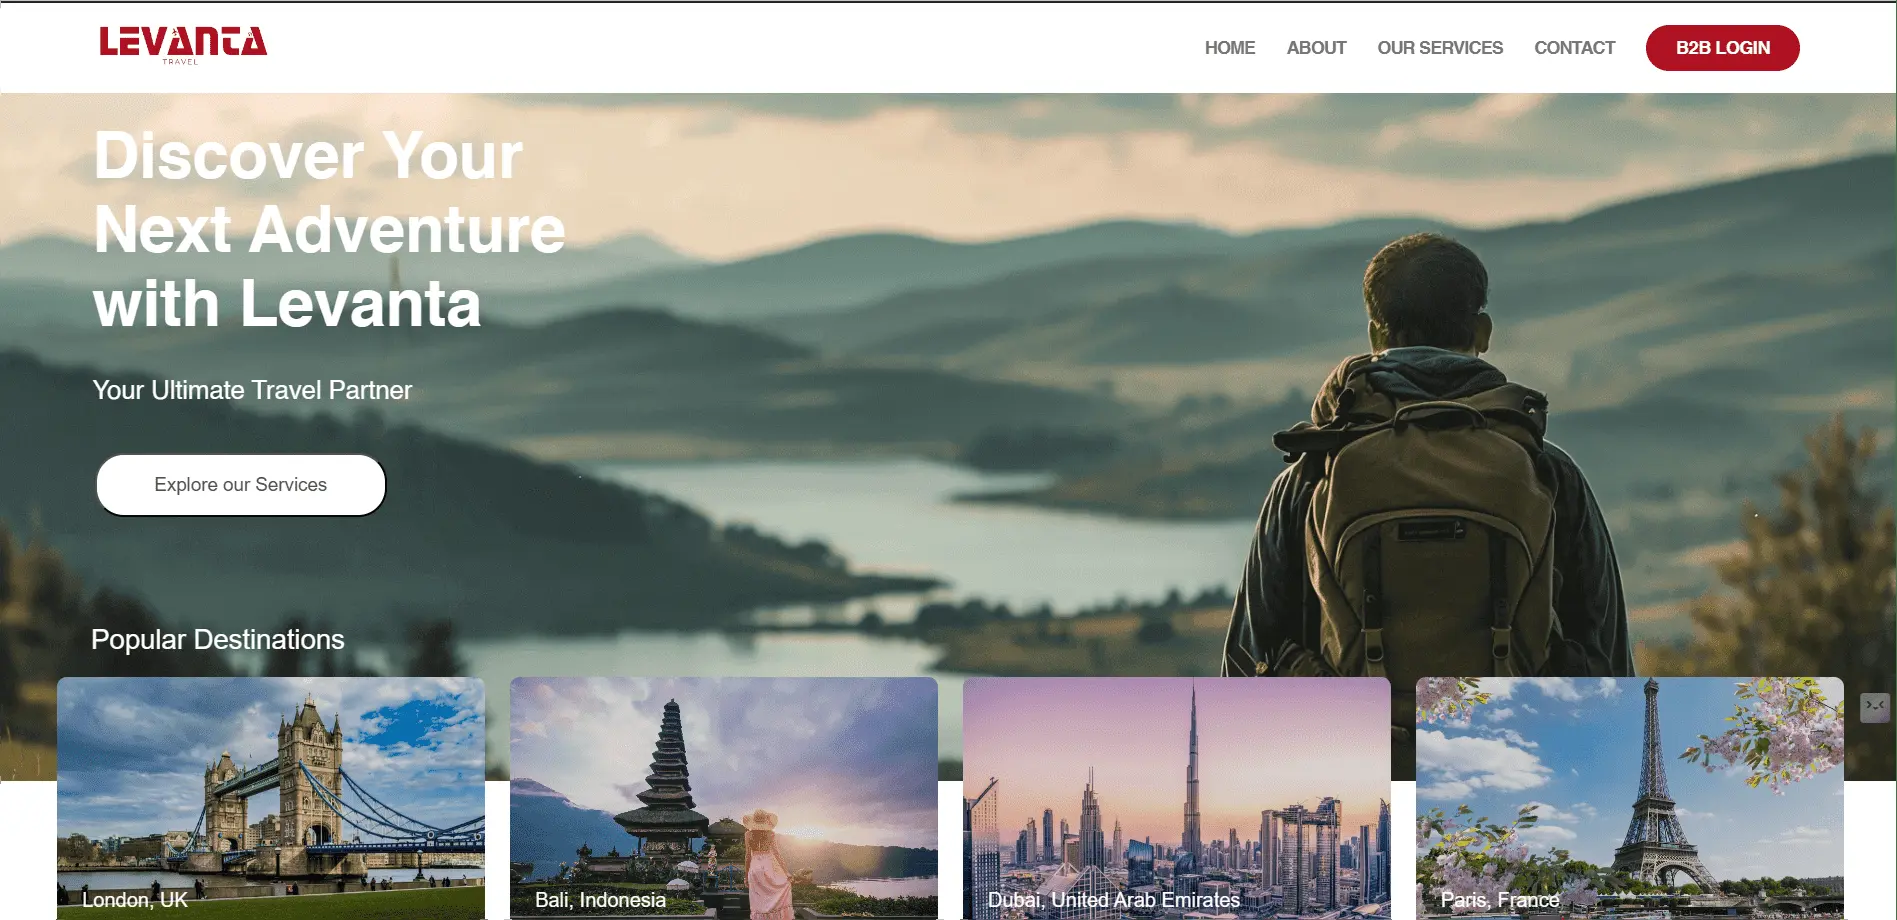 LEVANTA
TRAVEL
HOME ABOUT OUR SERVICES CONTACT B2B LOGIN
Discover Your
Next Adventure
with Levanta
Your Ultimate Travel Partner
Explore our Services
Popular Destinations
London, UK
Bali, Indonesia
Dubai, United Arab Emirates
Paris, France